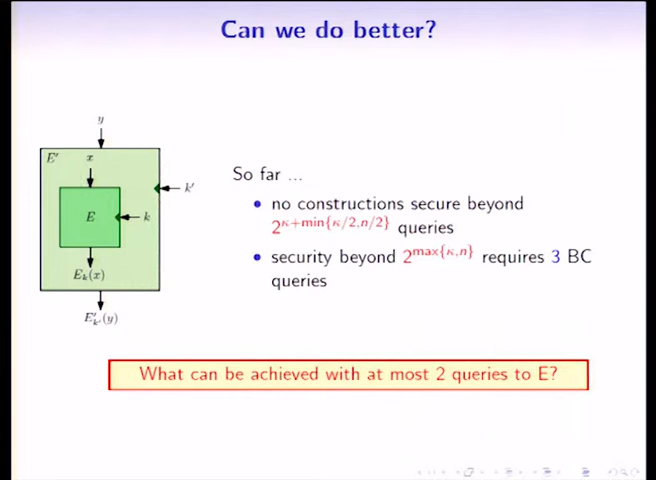 Can we do better?
y
E′ x
k′
E k
E_k(x)
E′_{k′}(y)
So far ...
no constructions secure beyond
2^{κ+min{κ/2,n/2}} queries
security beyond 2^{max{κ,n}} requires 3 BC
queries
What can be achieved with at most 2 queries to E?